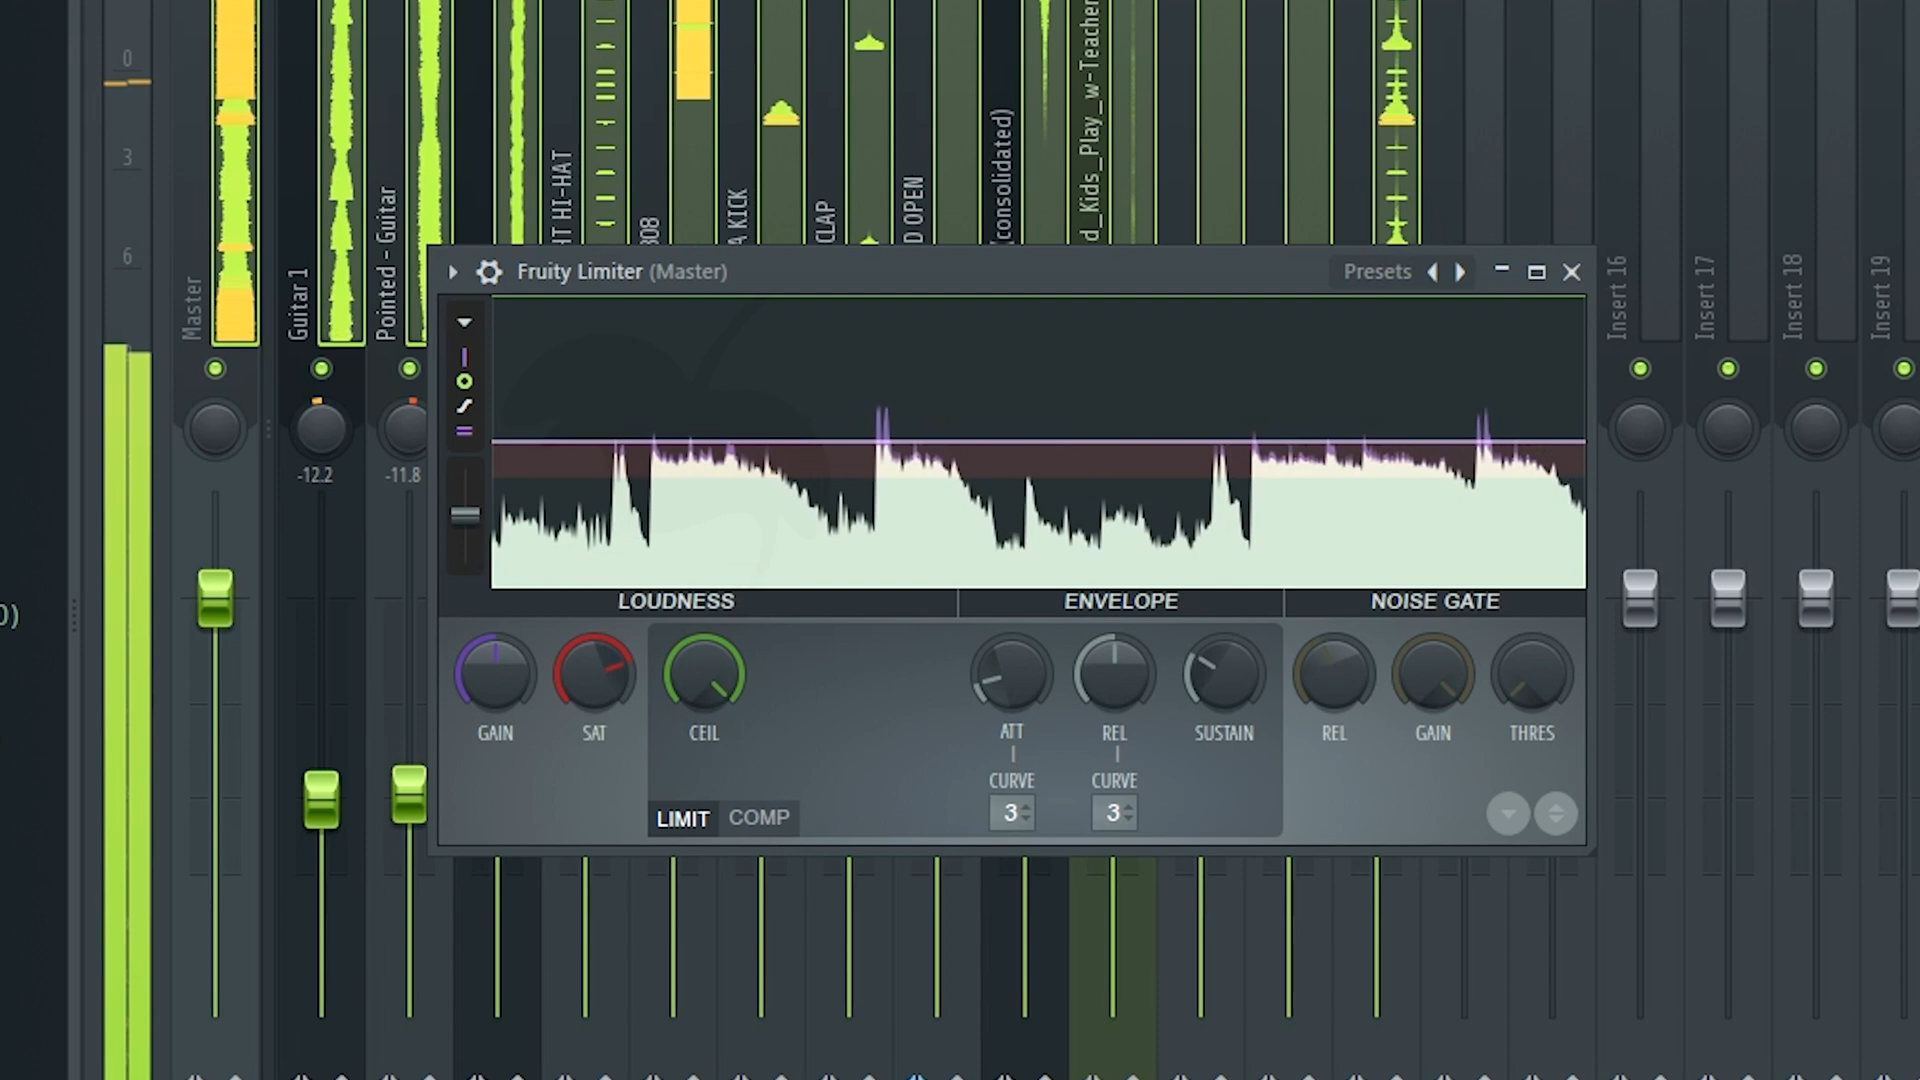 0
3
6
Master
Guitar 1
Pointed - Guitar
HT HI-HAT
808
A KICK
CLAP
D OPEN
(consolidated)
d_Kids_Play_w-Teacher
Insert 16
Insert 17
Insert 18
Insert 19
-12.2
-11.8
0)
Fruity Limiter (Master)
Presets
LOUDNESS
ENVELOPE
NOISE GATE
GAIN
SAT
CEIL
ATT
REL
SUSTAIN
REL
GAIN
THRES
CURVE
CURVE
3
3
LIMIT
COMP